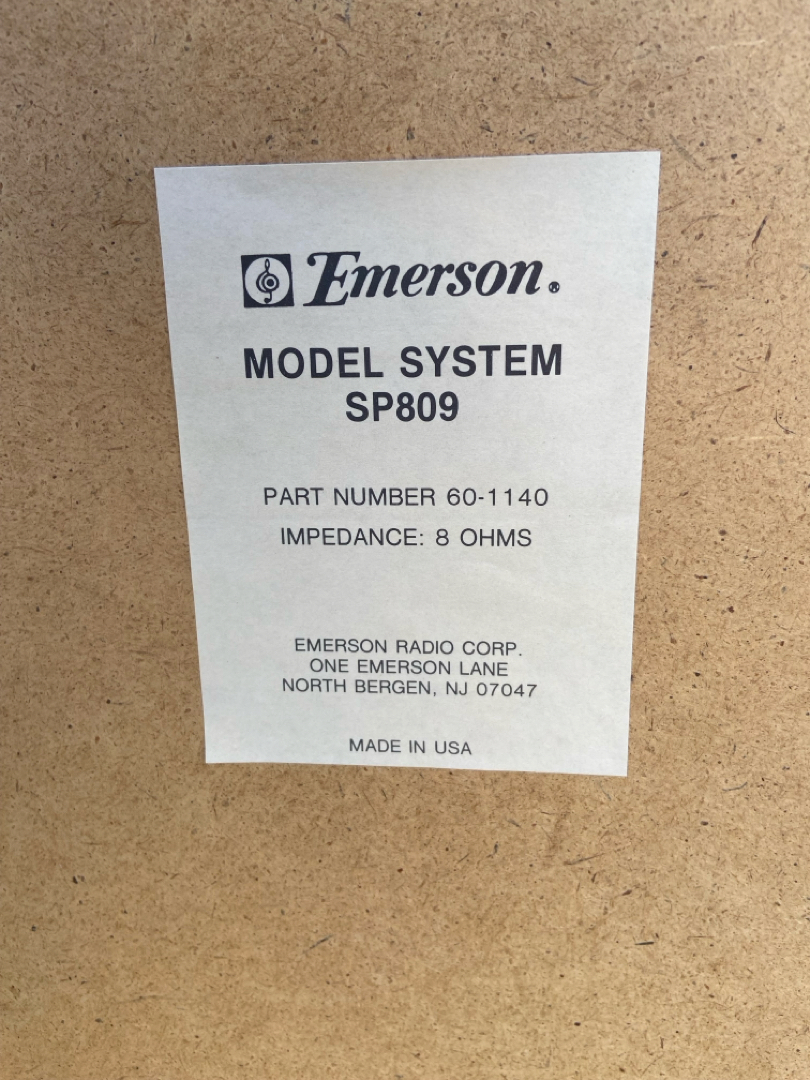 Emerson.®
MODEL SYSTEM
SP809
PART NUMBER 60-1140
IMPEDANCE: 8 OHMS
EMERSON RADIO CORP.
ONE EMERSON LANE
NORTH BERGEN, NJ 07047
MADE IN USA